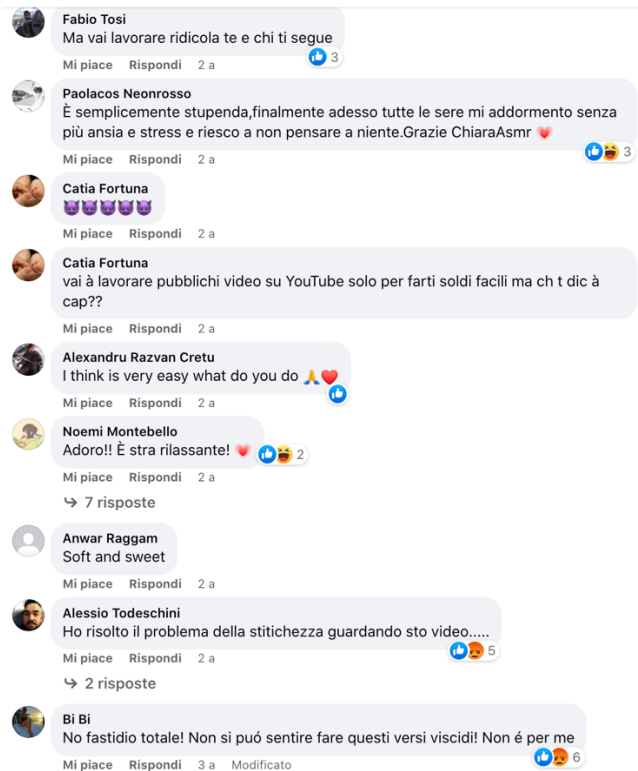 Fabio Tosi
Ma vai lavorare ridicola te e chi ti segue
3
Mi piace Rispondi 2 a
Paolacos Neonrosso
È semplicemente stupenda,finalmente adesso tutte le sere mi addormento senza
più ansia e stress e riesco a non pensare a niente.Grazie ChiaraAsmr 💗
3
Mi piace Rispondi 2 a
Catia Fortuna
😈😈😈😈😈
Mi piace Rispondi 2 a
Catia Fortuna
vai à lavorare pubblichi video su YouTube solo per farti soldi facili ma ch t dic à
cap??
Mi piace Rispondi 2 a
Alexandru Razvan Cretu
I think is very easy what do you do 🙏❤️
Mi piace Rispondi 2 a
Noemi Montebello
Adoro!! È stra rilassante! 💗
2
Mi piace Rispondi 2 a
7 risposte
Anwar Raggam
Soft and sweet
Mi piace Rispondi 2 a
Alessio Todeschini
Ho risolto il problema della stitichezza guardando sto video.....
5
Mi piace Rispondi 2 a
2 risposte
Bi Bi
No fastidio totale! Non si puó sentire fare questi versi viscidi! Non é per me
6
Mi piace Rispondi 3 a Modificato